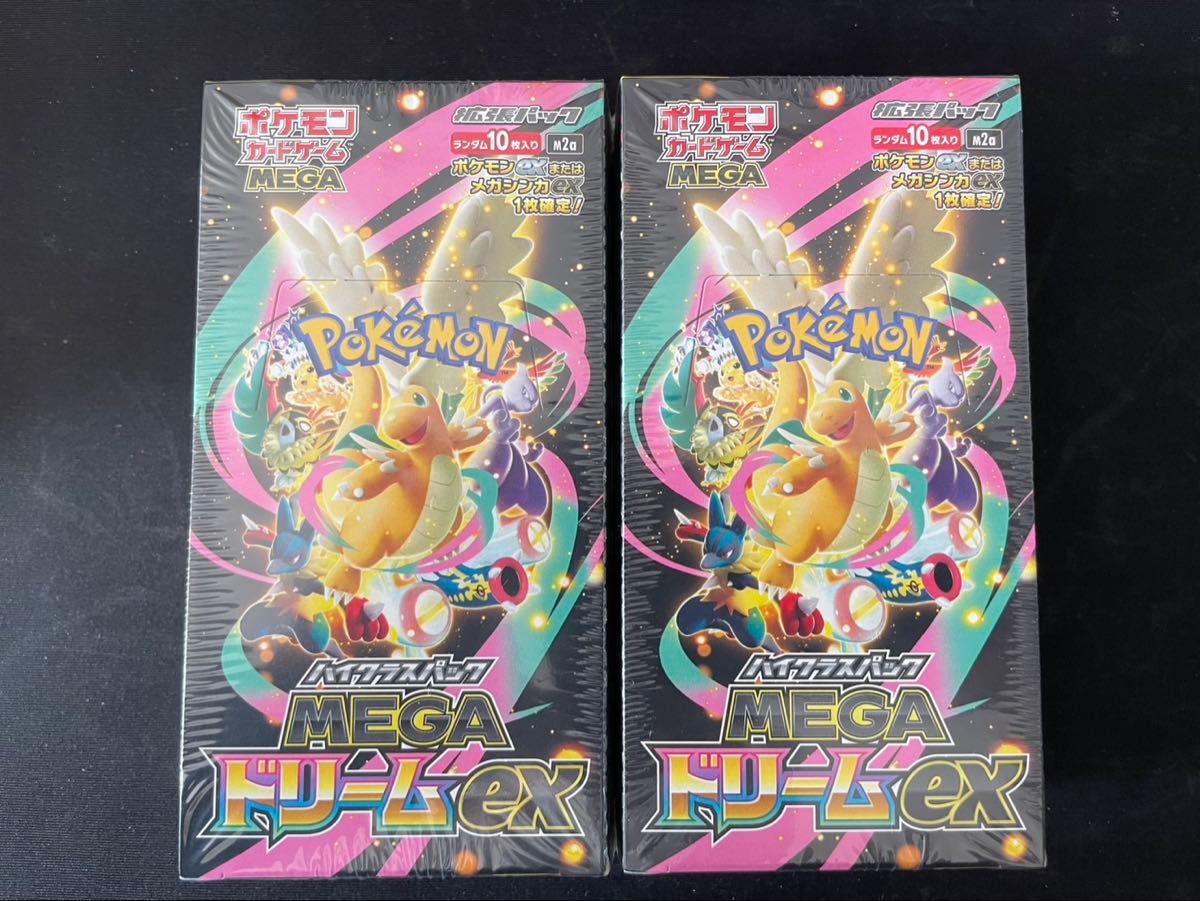 ポケモン
カードゲーム
MEGA
拡張パック
ランダム10枚入り M2a
ポケモンexまたは
メガシンカex
1枚確定!
POKÉMON
ハイクラスパック
MEGA
ドリームex
ポケモン
カードゲーム
MEGA
拡張パック
ランダム10枚入り M2a
ポケモンexまたは
メガシンカex
1枚確定!
POKÉMON
TM
ハイクラスパック
MEGA
ドリームex